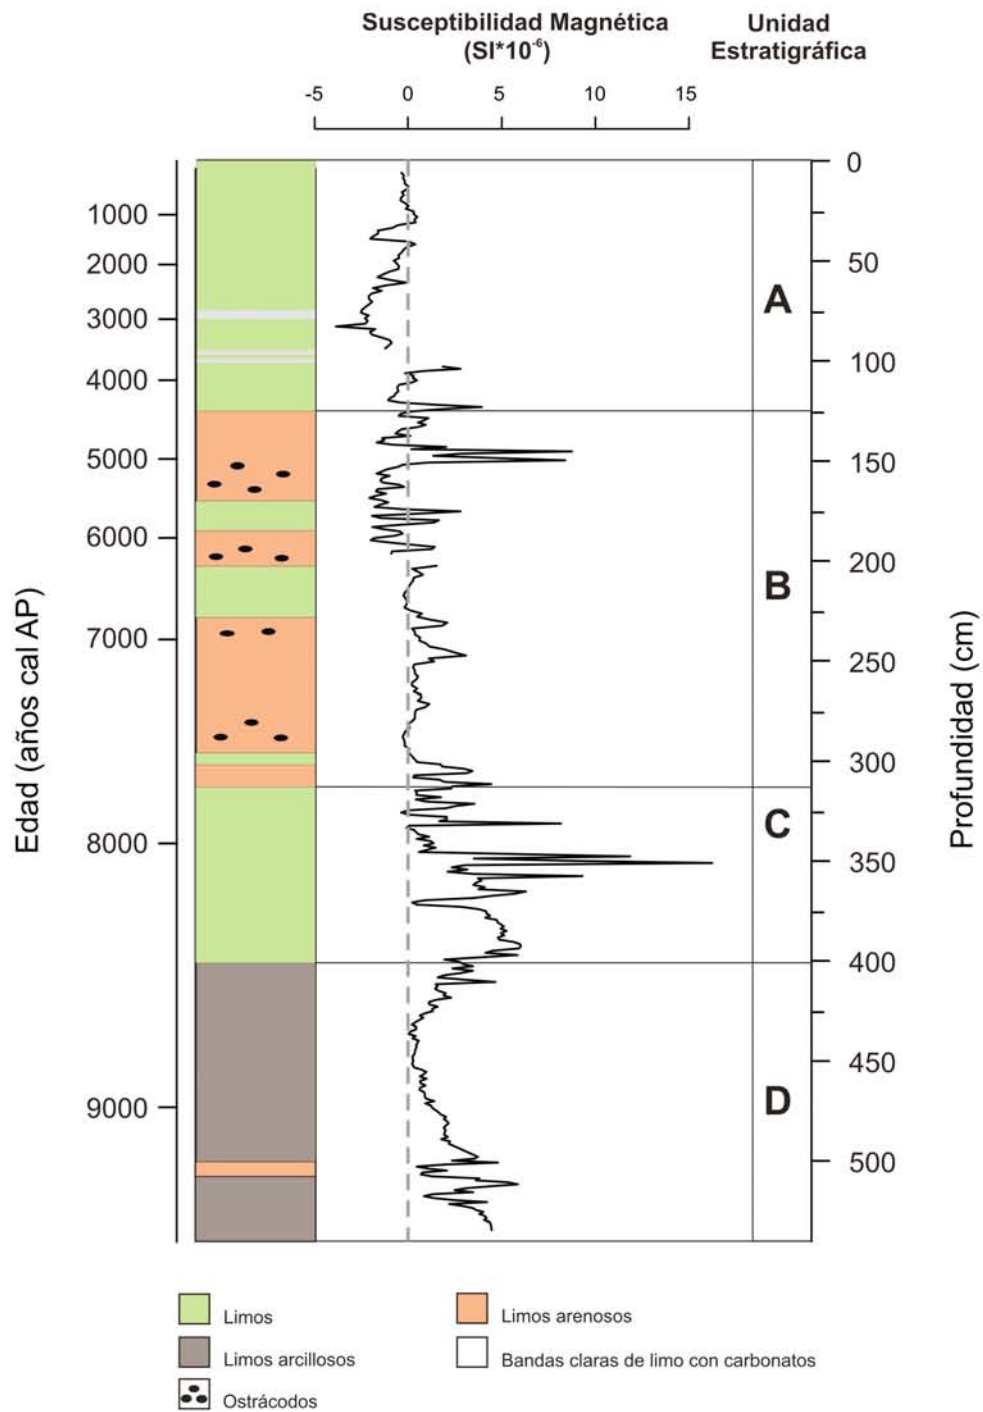 Susceptibilidad Magnética
(SI*10⁻⁶)
Unidad
Estratigráfica
-5 0 5 10 15
Edad (años cal AP)
1000
2000
3000
4000
5000
6000
7000
8000
9000
A
B
C
D
0
50
100
150
200
250
300
350
400
450
500
Profundidad (cm)
Limos
Limos arenosos
Limos arcillosos
Bandas claras de limo con carbonatos
Ostrácodos